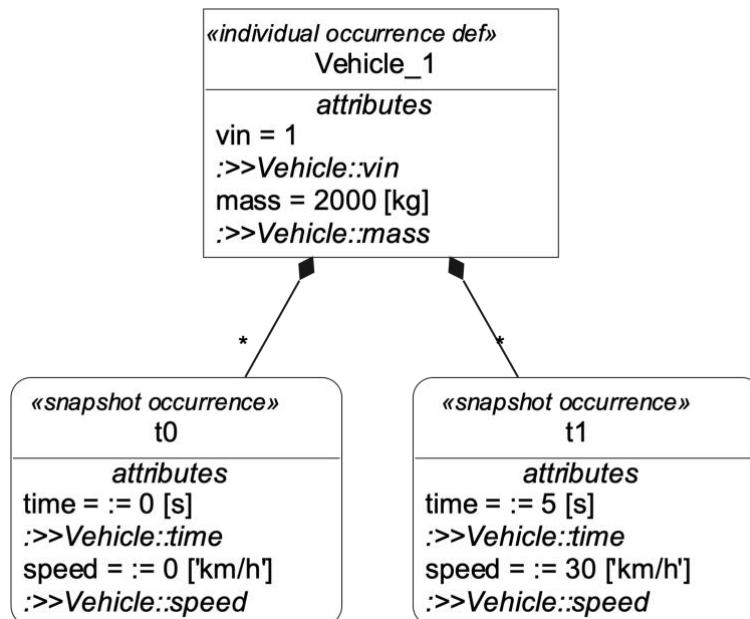 «individual occurrence def»
Vehicle_1
attributes
vin = 1
:>>Vehicle::vin
mass = 2000 [kg]
:>>Vehicle::mass
*
*
«snapshot occurrence»
t0
attributes
time = := 0 [s]
:>>Vehicle::time
speed = := 0 ['km/h']
:>>Vehicle::speed
«snapshot occurrence»
t1
attributes
time = := 5 [s]
:>>Vehicle::time
speed = := 30 ['km/h']
:>>Vehicle::speed